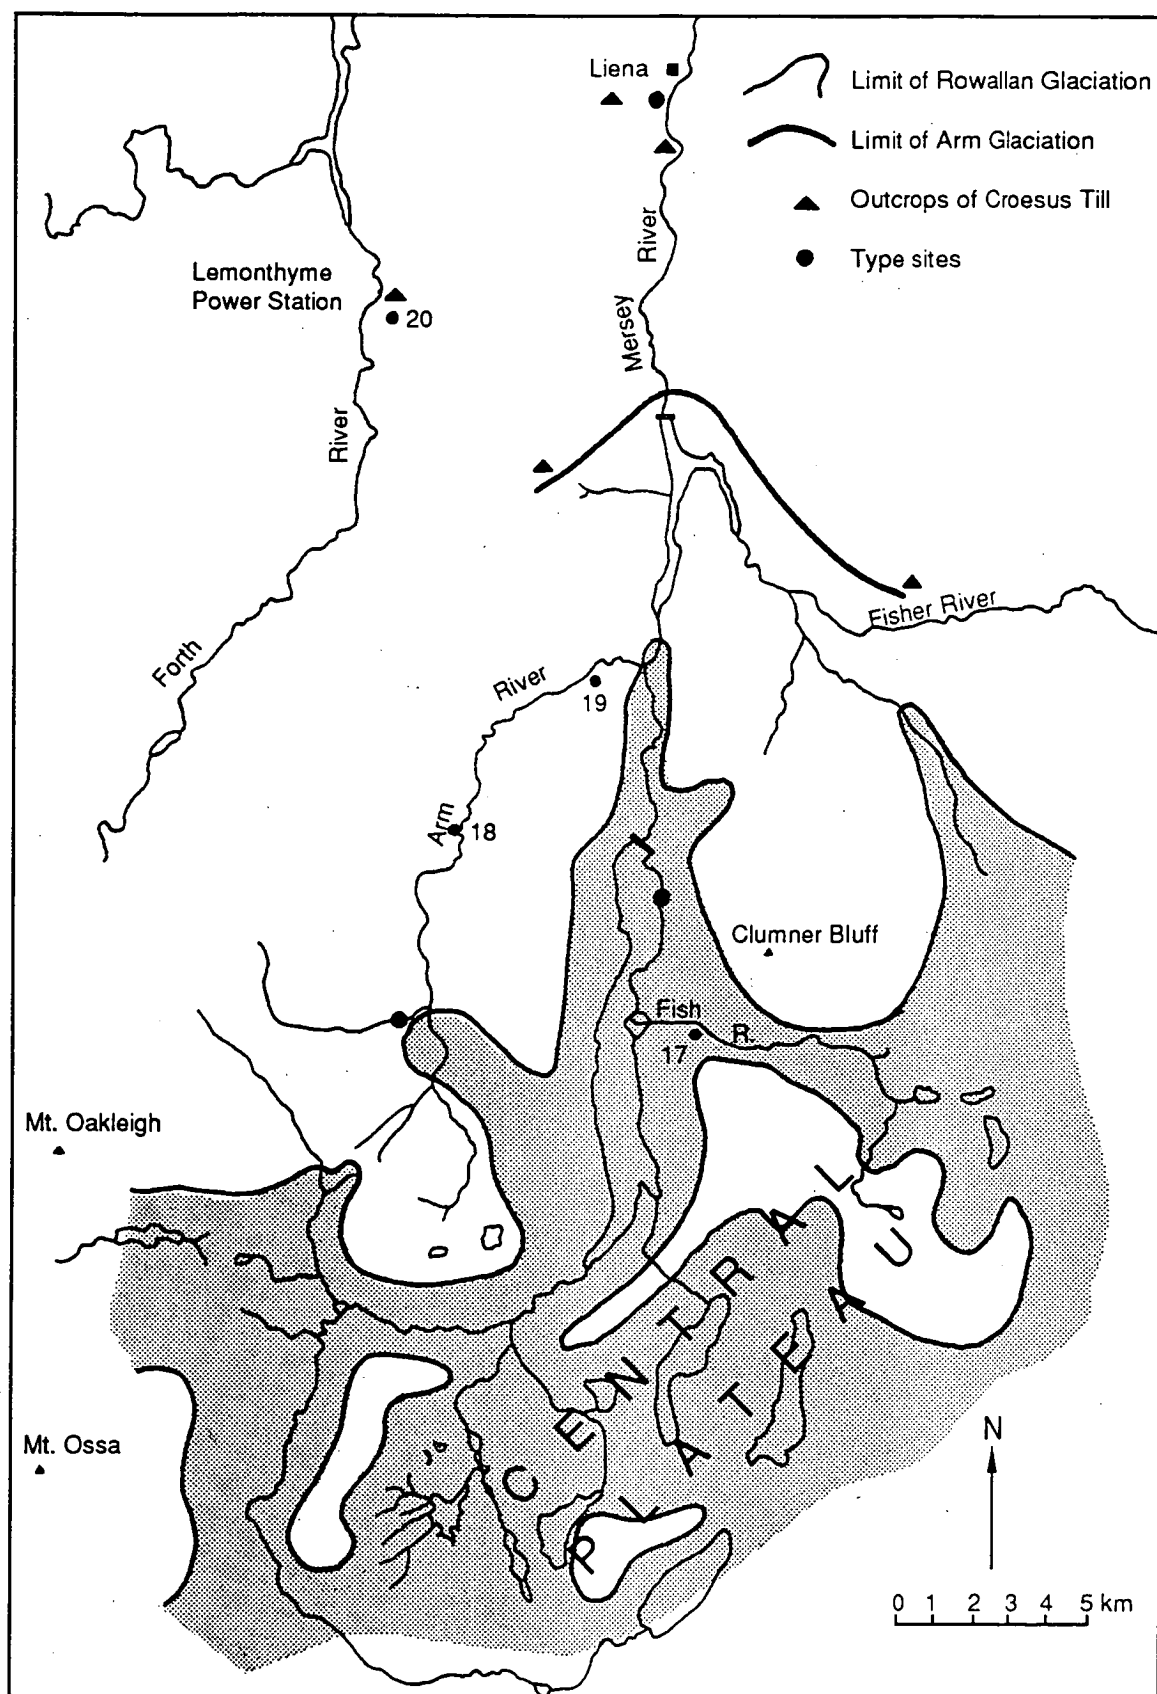 Liena
Limit of Rowallan Glaciation
Limit of Arm Glaciation
Outcrops of Croesus Till
Type sites
River
Mersey
Lemonthyme
Power Station
20
River
Forth
Fisher River
River
19
Arm
18
Clumner Bluff
Fish
R.
17
Mt. Oakleigh
Mt. Ossa
CENTRAL
PLATEAU
N
0 1 2 3 4 5 km